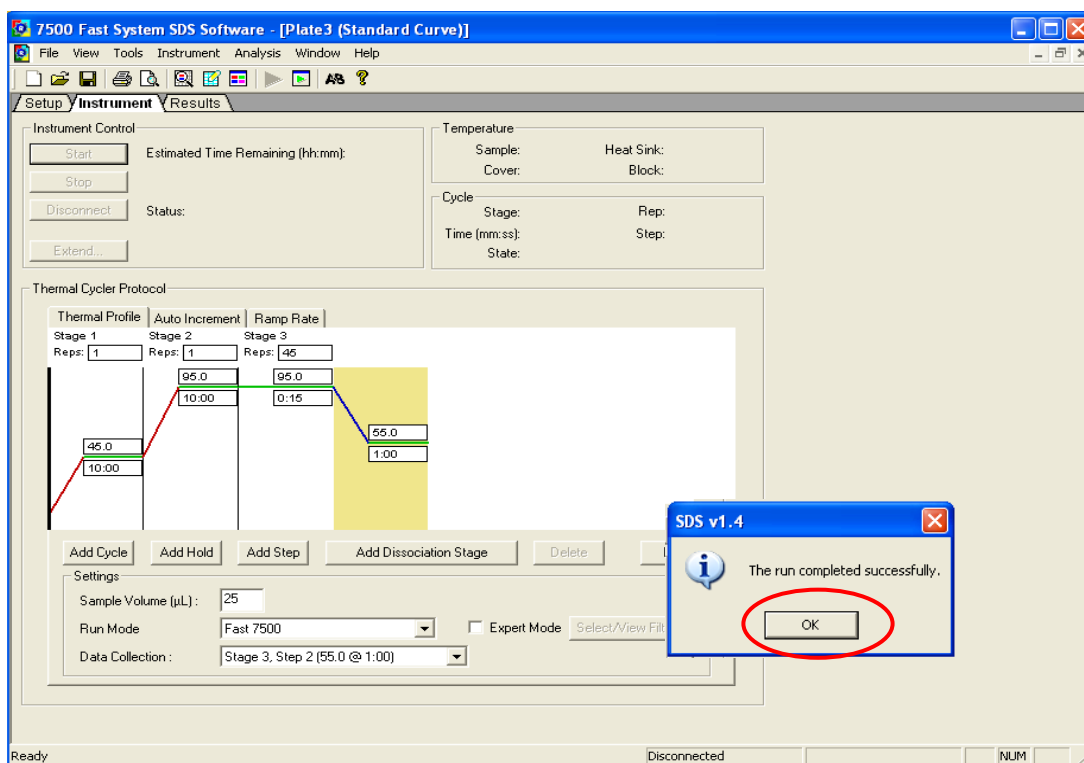 7500 Fast System SDS Software - [Plate3 (Standard Curve)]
File View Tools Instrument Analysis Window Help
Setup Instrument Results
Instrument Control
Start Estimated Time Remaining (hh:mm):
Stop
Disconnect Status:
Extend...
Temperature
Sample: Heat Sink:
Cover: Block:
Cycle
Stage: Rep:
Time (mm:ss): Step:
State:
Thermal Cycler Protocol
Thermal Profile Auto Increment Ramp Rate
Stage 1 Stage 2 Stage 3
Reps: 1 Reps: 1 Reps: 45
95.0 95.0
10:00 0:15
55.0
1:00
45.0
10:00
Add Cycle Add Hold Add Step Add Dissociation Stage Delete
Settings
Sample Volume (µL) : 25
Run Mode Fast 7500 Expert Mode Select/View Filt
Data Collection : Stage 3, Step 2 (55.0 @ 1:00)
SDS v1.4
The run completed successfully.
OK
Ready Disconnected NUM